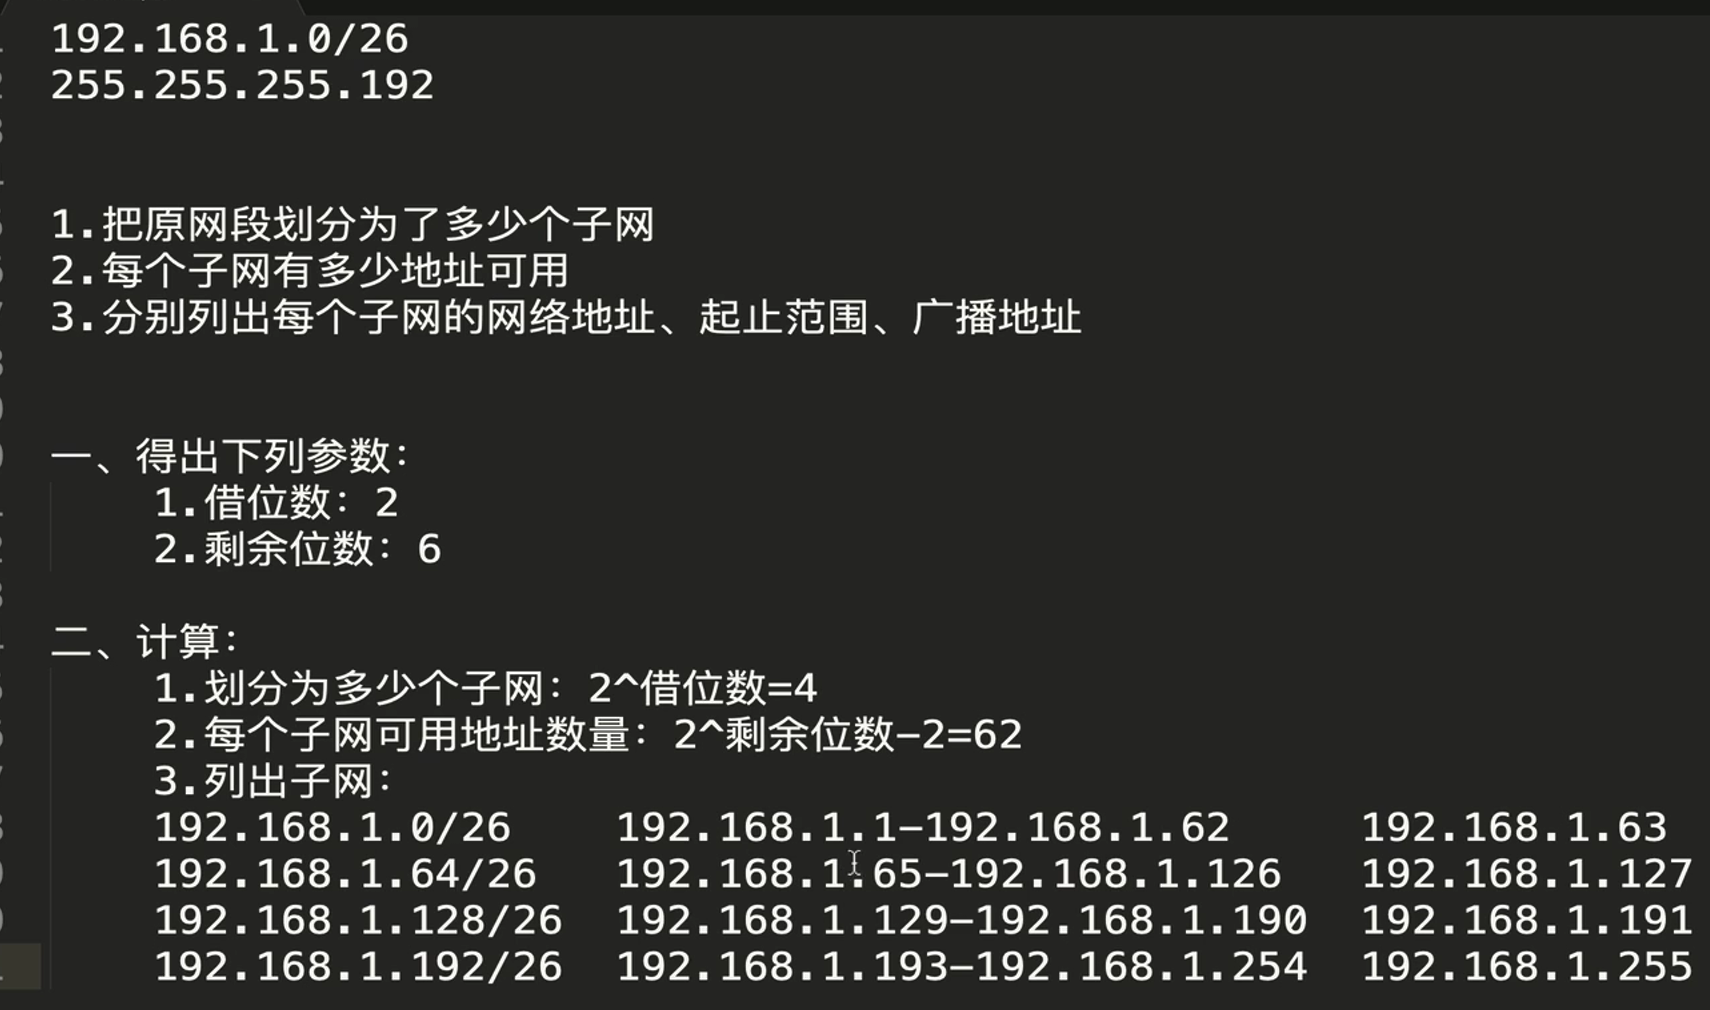 192.168.1.0/26
255.255.255.192
1.把原网段划分为了多少个子网
2.每个子网有多少地址可用
3.分别列出每个子网的网络地址、起止范围、广播地址
一、得出下列参数：
1.借位数：2
2.剩余位数：6
二、计算：
1.划分为多少个子网：2^借位数=4
2.每个子网可用地址数量：2^剩余位数-2=62
3.列出子网：
192.168.1.0/26 192.168.1.1-192.168.1.62 192.168.1.63
192.168.1.64/26 192.168.1.65-192.168.1.126 192.168.1.127
192.168.1.128/26 192.168.1.129-192.168.1.190 192.168.1.191
192.168.1.192/26 192.168.1.193-192.168.1.254 192.168.1.255